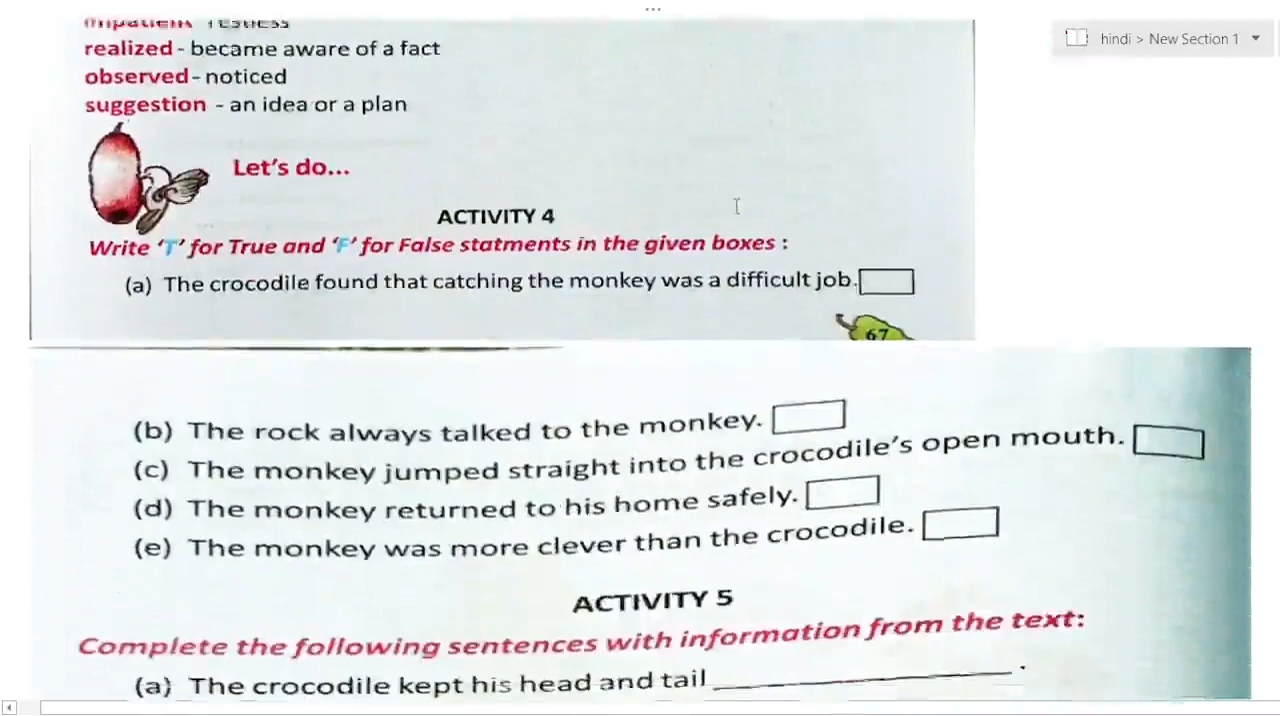 hindi > New Section 1
realized - became aware of a fact
observed - noticed
suggestion - an idea or a plan
Let's do...
ACTIVITY 4
Write 'T' for True and 'F' for False statments in the given boxes :
(a) The crocodile found that catching the monkey was a difficult job.
67
(b) The rock always talked to the monkey.
(c) The monkey jumped straight into the crocodile's open mouth.
(d) The monkey returned to his home safely.
(e) The monkey was more clever than the crocodile.
ACTIVITY 5
Complete the following sentences with information from the text:
(a) The crocodile kept his head and tail ____________________ .